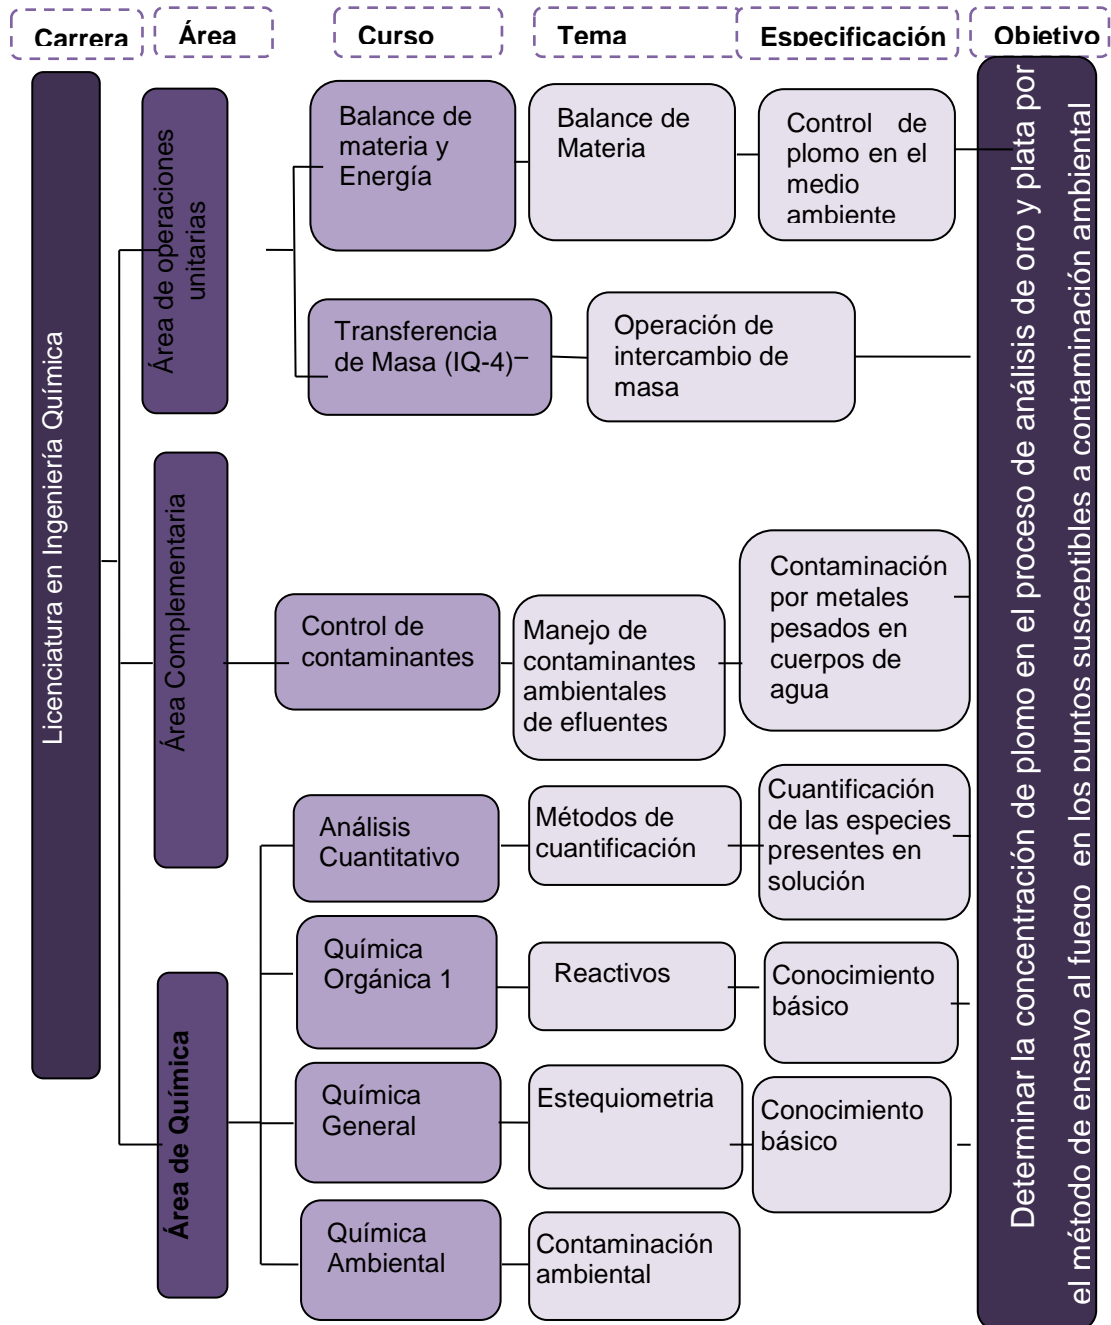 Carrera
Área
Curso
Tema
Especificación
Objetivo
Licenciatura en Ingeniería Química
Área de operaciones
unitarias
Balance de
materia y
Energía
Balance de
Materia
Control de
plomo en el
medio
ambiente
Transferencia
de Masa (IQ-4)
Operación de
intercambio de
masa
Área Complementaria
Control de
contaminantes
Manejo de
contaminantes
ambientales
de efluentes
Contaminación
por metales
pesados en
cuerpos de
agua
Área de Química
Análisis
Cuantitativo
Métodos de
cuantificación
Cuantificación
de las especies
presentes en
solución
Química
Orgánica 1
Reactivos
Conocimiento
básico
Química
General
Estequiometria
Conocimiento
básico
Química
Ambiental
Contaminación
ambiental
Determinar la concentración de plomo en el proceso de análisis de oro y plata por
el método de ensayo al fuego en los puntos susceptibles a contaminación ambiental